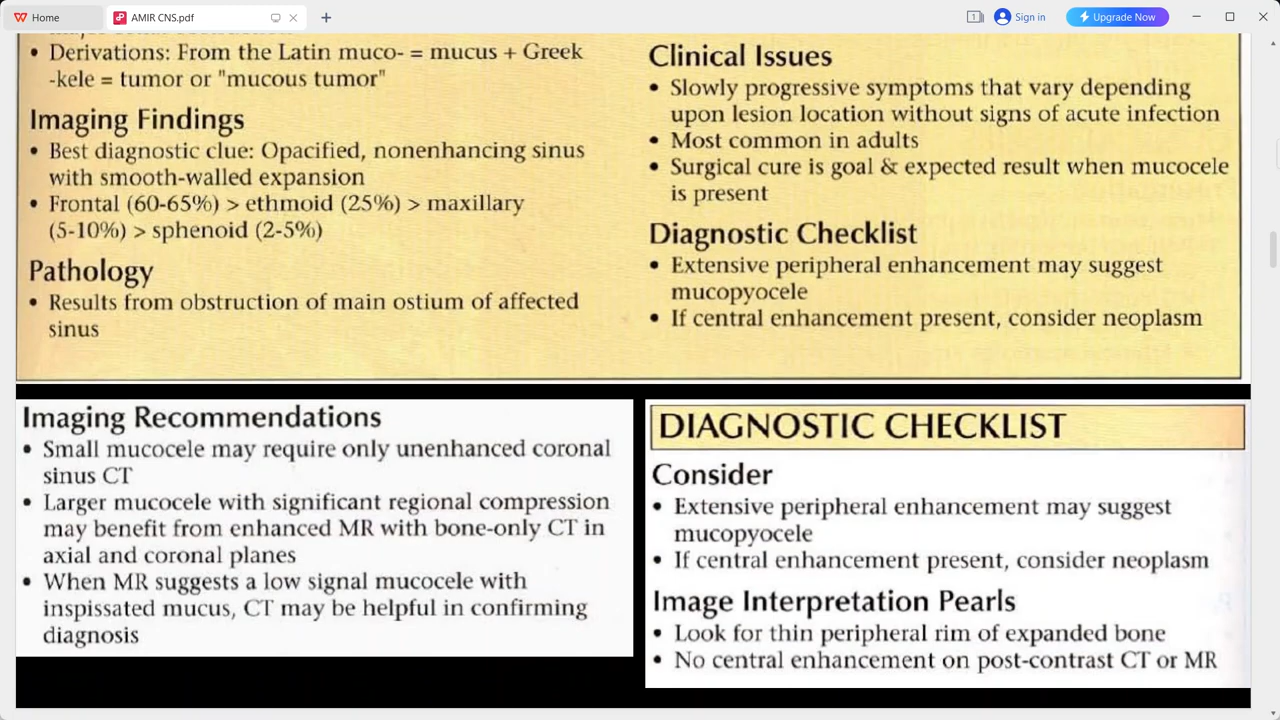 Home
AMIR CNS.pdf
1
Sign in
Upgrade Now
• Derivations: From the Latin muco- = mucus + Greek
-kele = tumor or "mucous tumor"
Imaging Findings
• Best diagnostic clue: Opacified, nonenhancing sinus
with smooth-walled expansion
• Frontal (60-65%) > ethmoid (25%) > maxillary
(5-10%) > sphenoid (2-5%)
Pathology
• Results from obstruction of main ostium of affected
sinus
Clinical Issues
• Slowly progressive symptoms that vary depending
upon lesion location without signs of acute infection
• Most common in adults
• Surgical cure is goal & expected result when mucocele
is present
Diagnostic Checklist
• Extensive peripheral enhancement may suggest
mucopyocele
• If central enhancement present, consider neoplasm
Imaging Recommendations
• Small mucocele may require only unenhanced coronal
sinus CT
• Larger mucocele with significant regional compression
may benefit from enhanced MR with bone-only CT in
axial and coronal planes
• When MR suggests a low signal mucocele with
inspissated mucus, CT may be helpful in confirming
diagnosis
DIAGNOSTIC CHECKLIST
Consider
• Extensive peripheral enhancement may suggest
mucopyocele
• If central enhancement present, consider neoplasm
Image Interpretation Pearls
• Look for thin peripheral rim of expanded bone
• No central enhancement on post-contrast CT or MR